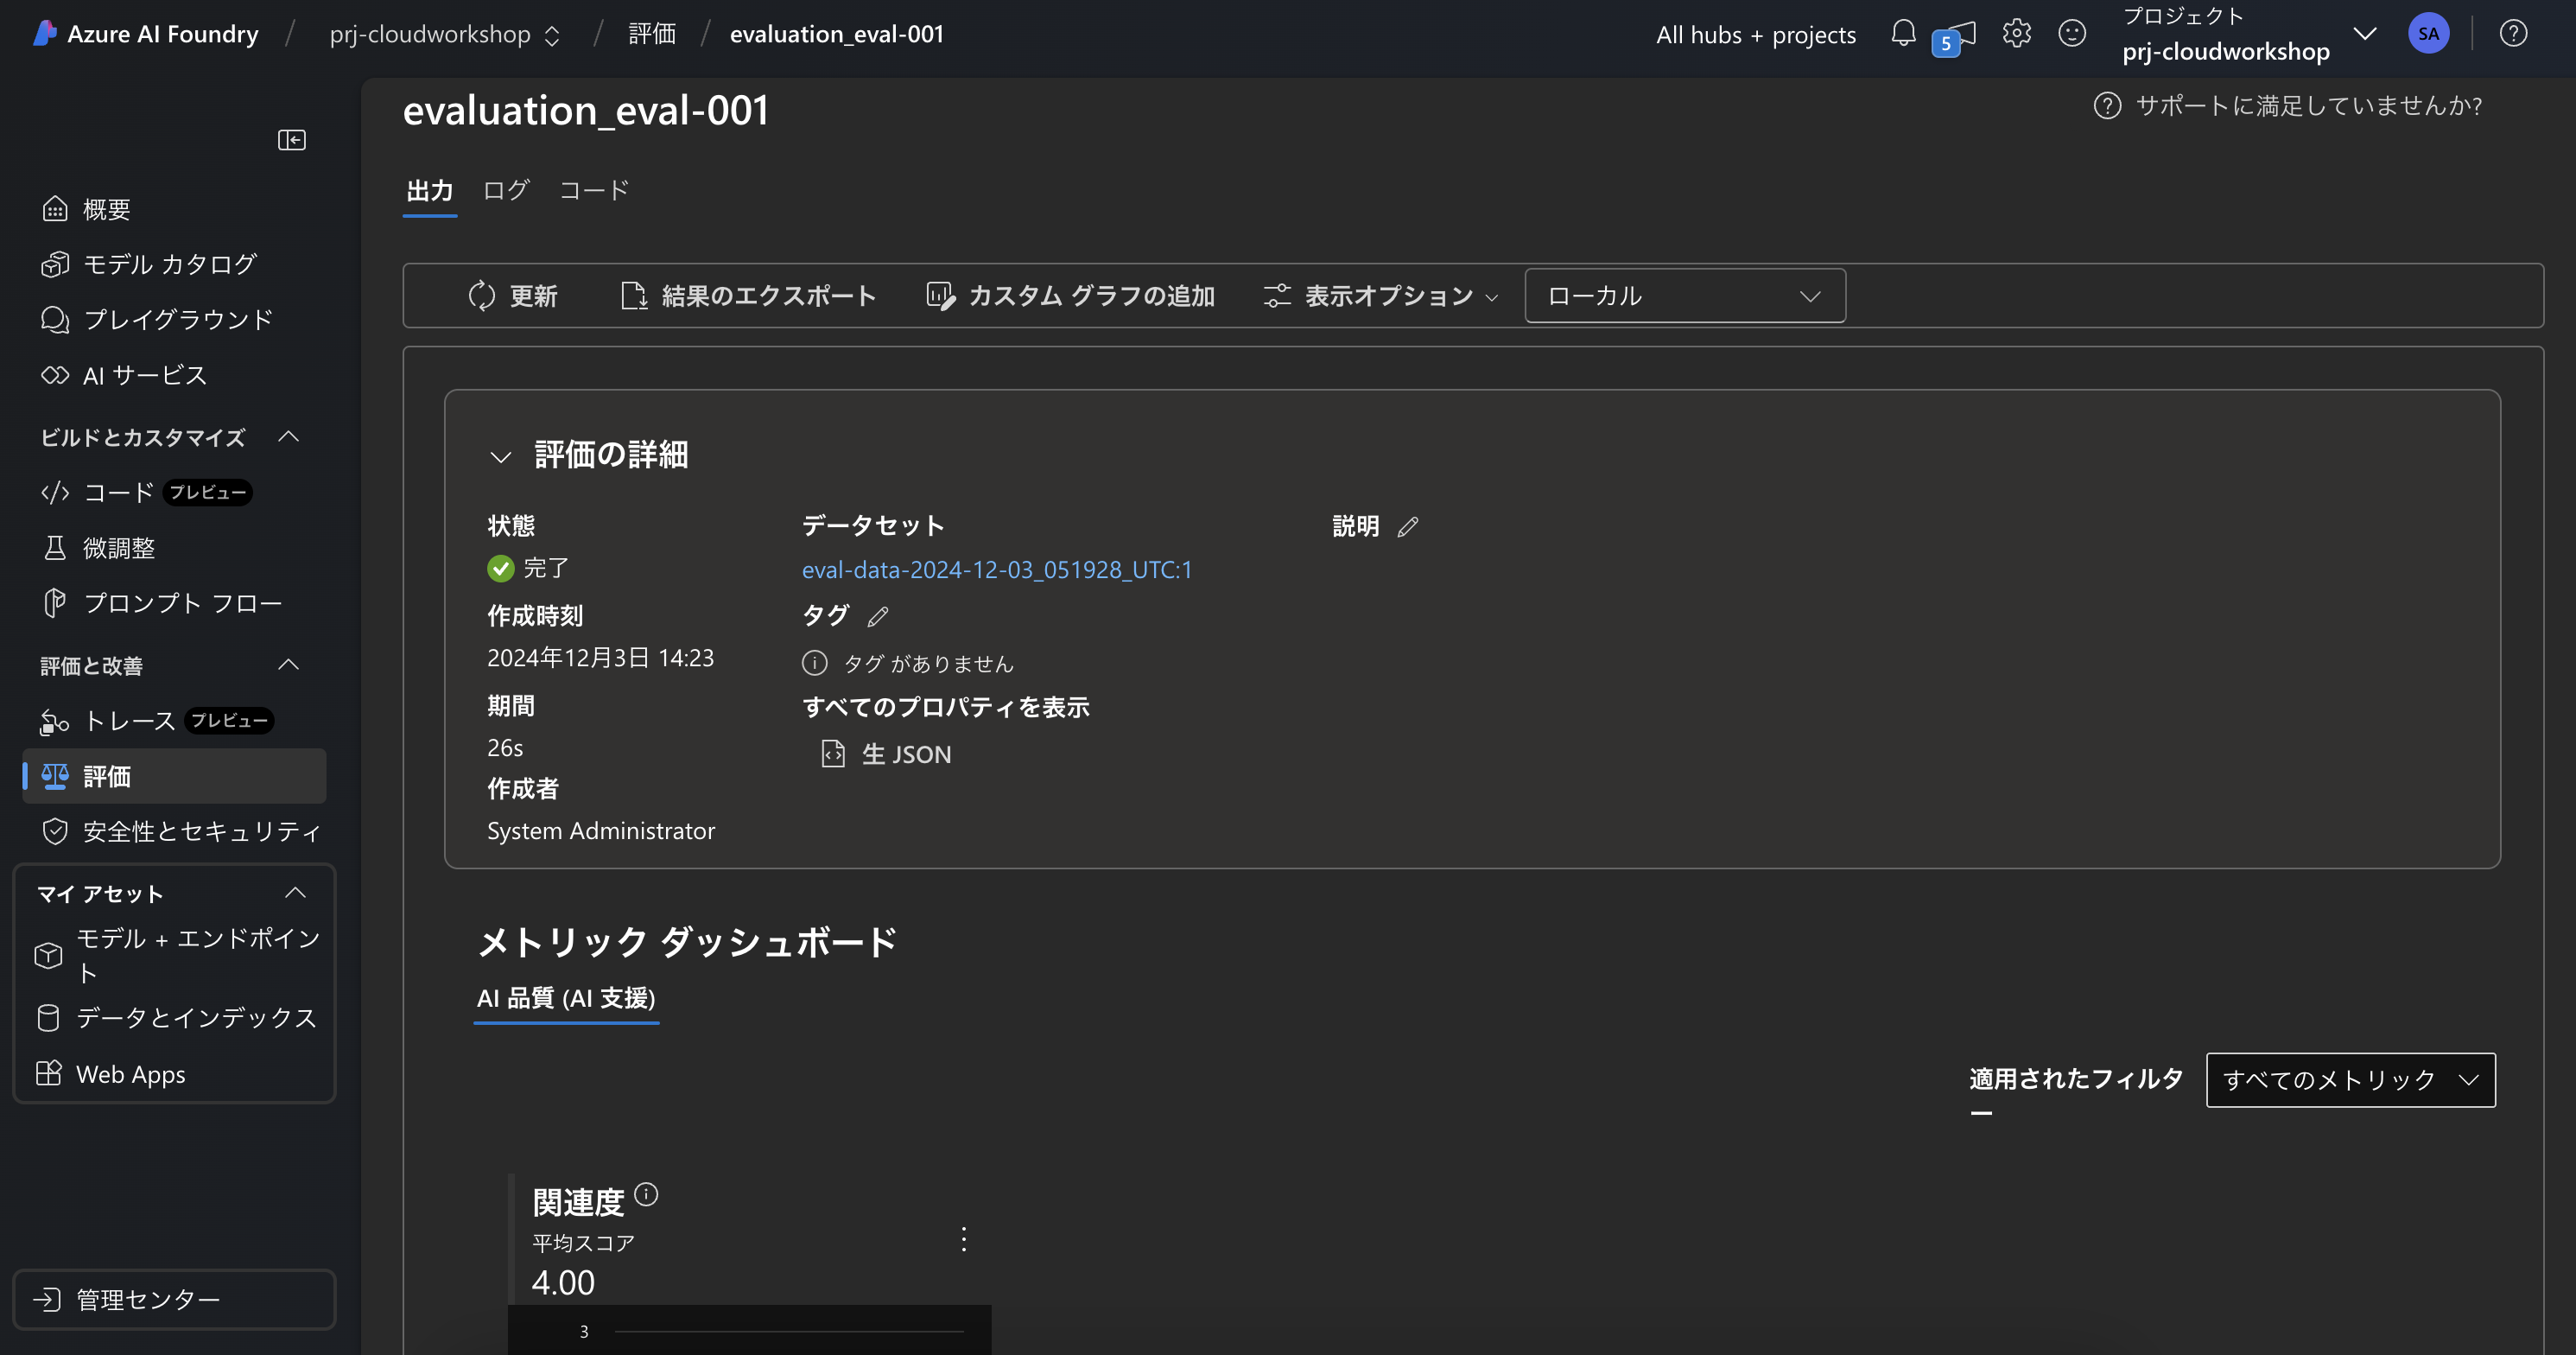 Azure AI Foundry / prj-cloudworkshop / 評価 / evaluation_eval-001
All hubs + projects
5
プロジェクト
prj-cloudworkshop
SA
evaluation_eval-001
サポートに満足していませんか?
出力 ログ コード
更新 結果のエクスポート カスタム グラフの追加 表示オプション ローカル
概要
モデル カタログ
プレイグラウンド
AI サービス
ビルドとカスタマイズ
コード プレビュー
微調整
プロンプト フロー
評価と改善
トレース プレビュー
評価
安全性とセキュリティ
マイ アセット
モデル + エンドポイン
ト
データとインデックス
Web Apps
管理センター
評価の詳細
状態
完了
作成時刻
2024年12月3日 14:23
期間
26s
作成者
System Administrator
データセット
eval-data-2024-12-03_051928_UTC:1
タグ
タグ がありません
すべてのプロパティを表示
生 JSON
説明
メトリック ダッシュボード
AI 品質 (AI 支援)
適用されたフィルタ
ー
すべてのメトリック
関連度
平均スコア
4.00
3